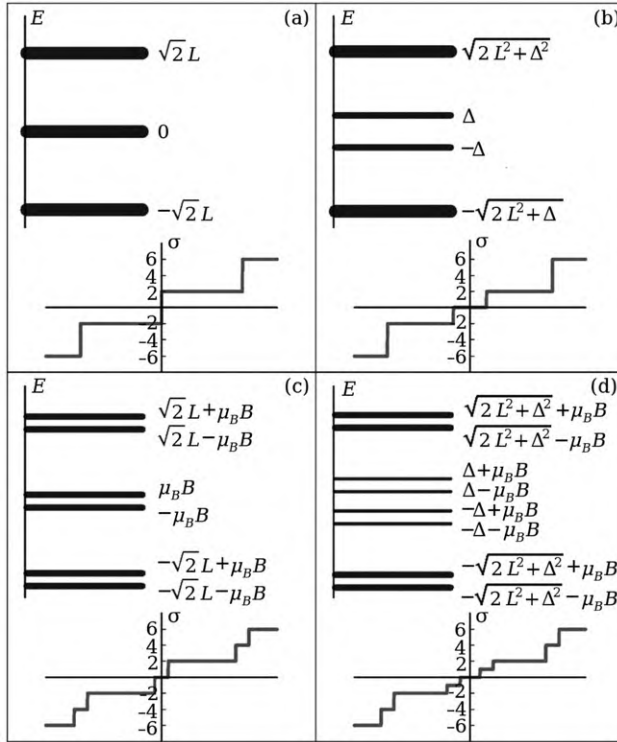 E
(a)
√2 L
0
−√2 L
σ
6
4
2
−2
−4
−6
E
(b)
√2 L² + Δ²
Δ
−Δ
−√2 L² + Δ
σ
6
4
2
−2
−4
−6
E
(c)
√2 L + μ_B B
√2 L − μ_B B
μ_B B
−μ_B B
−√2 L + μ_B B
−√2 L − μ_B B
σ
6
4
2
−2
−4
−6
E
(d)
√2 L² + Δ² + μ_B B
√2 L² + Δ² − μ_B B
Δ + μ_B B
Δ − μ_B B
−Δ + μ_B B
−Δ − μ_B B
−√2 L² + Δ² + μ_B B
−√2 L² + Δ² − μ_B B
σ
6
4
2
−2
−4
−6